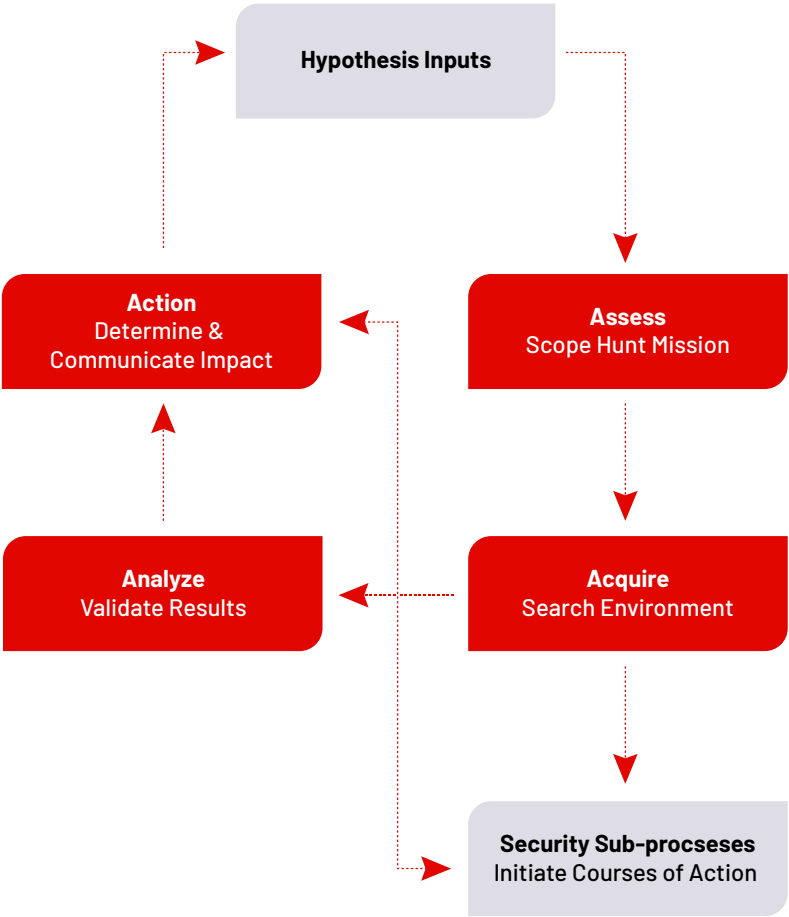 Hypothesis Inputs
Action
Determine &
Communicate Impact
Assess
Scope Hunt Mission
Analyze
Validate Results
Acquire
Search Environment
Security Sub-procseses
Initiate Courses of Action